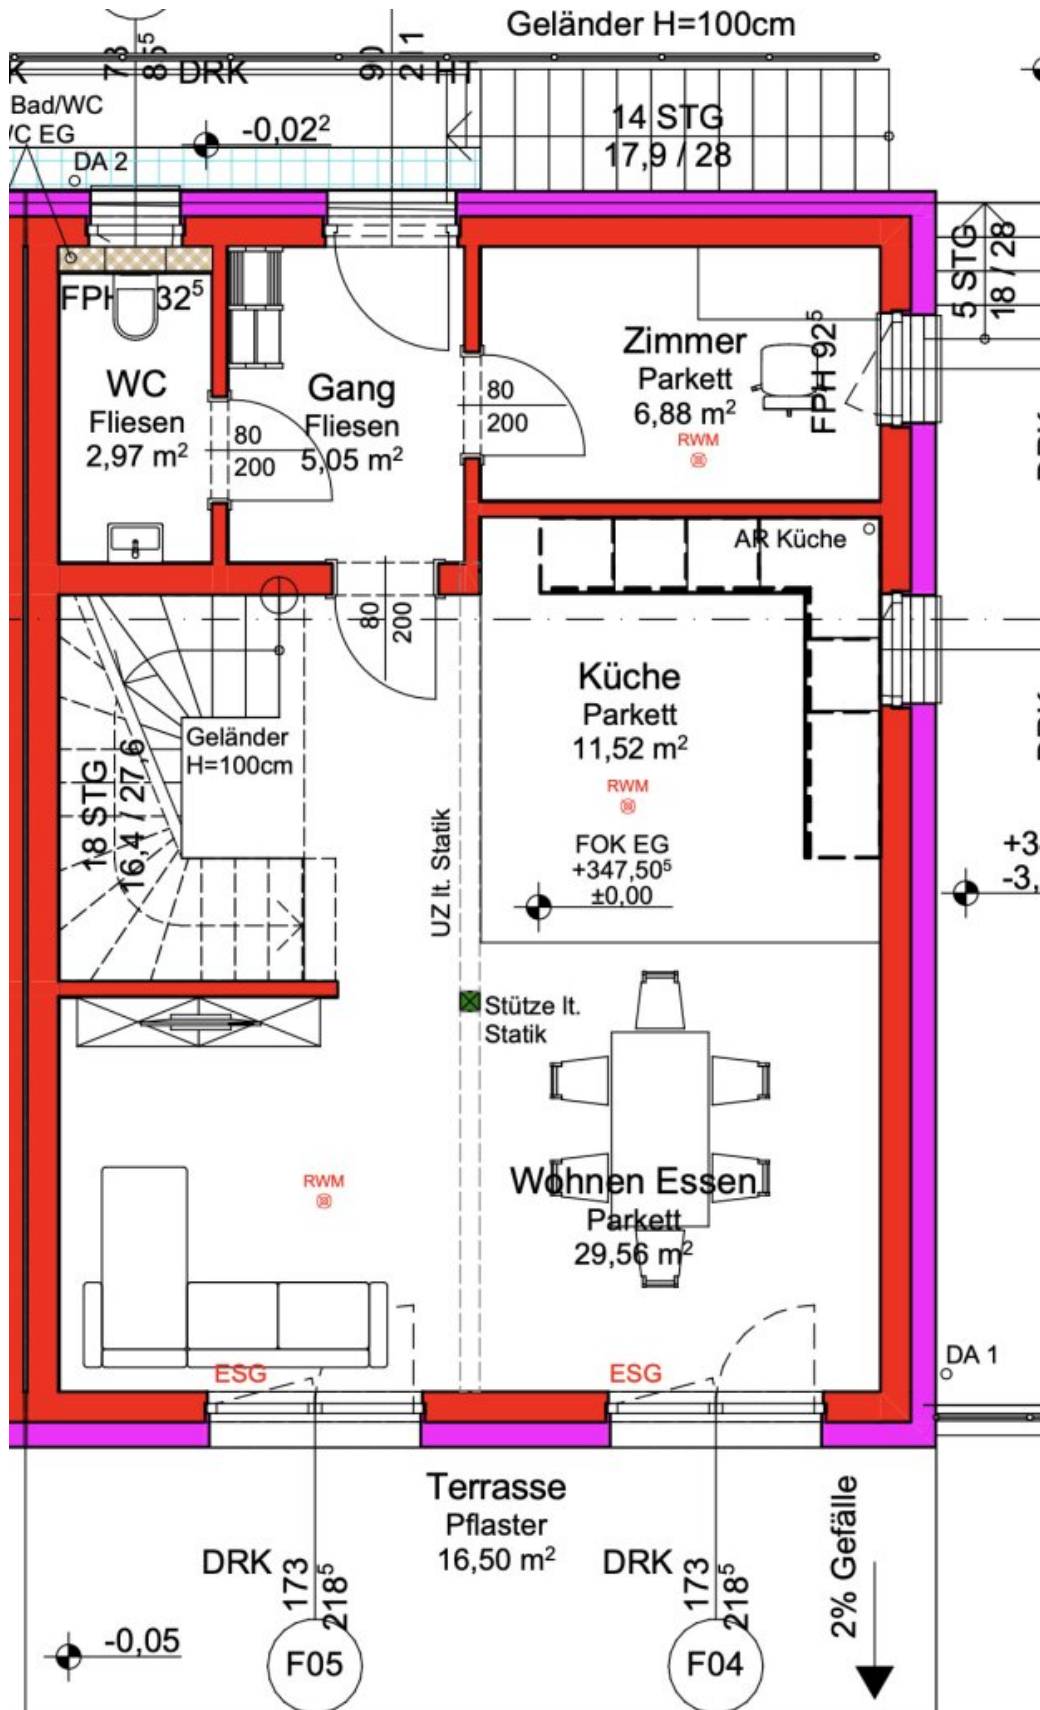 Geländer H=100cm
DRK
HT
Bad/WC
-0,02²
14 STG
17,9 / 28
DA 2
5 STG
18 / 28
WC
Fliesen
2,97 m²
Gang
Fliesen
5,05 m²
80
200
80
200
Zimmer
Parkett
6,88 m²
RWM
FPH 92⁵
AR Küche
80
200
Küche
Parkett
11,52 m²
RWM
FOK EG
+347,50⁵
±0,00
Geländer
H=100cm
18 STG
16,4 / 27,6
UZ lt. Statik
Stütze lt.
Statik
RWM
Wohnen Essen
Parkett
29,56 m²
ESG
ESG
DA 1
Terrasse
Pflaster
16,50 m²
DRK
173
218⁵
DRK
173
218⁵
2% Gefälle
-0,05
F05
F04